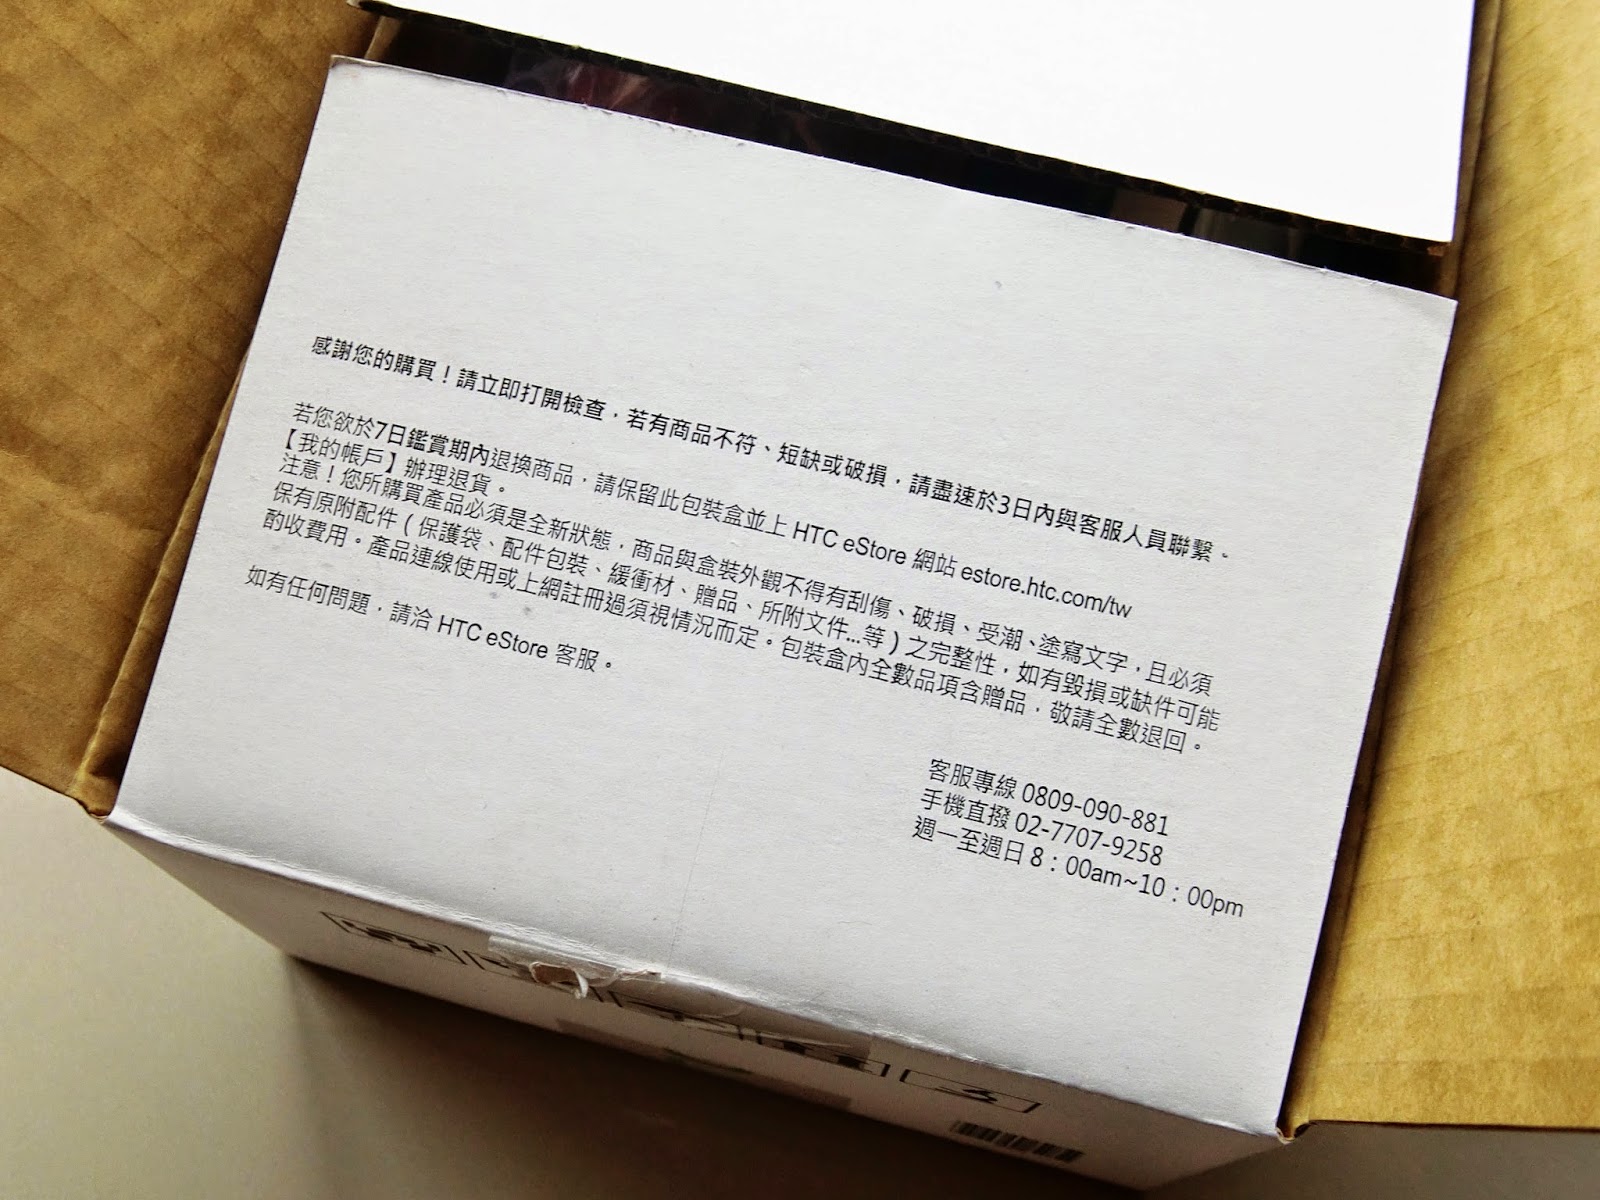 感謝您的購買！請立即打開檢查，若有商品不符、短缺或破損，請盡速於3日內與客服人員聯繫。
若您欲於7日鑑賞期內退換商品，請保留此包裝盒並上 HTC eStore 網站 estore.htc.com/tw
【我的帳戶】辦理退貨。
注意！您所購買產品必須是全新狀態，商品與盒裝外觀不得有刮傷、破損、受潮、塗寫文字，且必須
保有原附配件（保護袋、配件包裝、緩衝材、贈品、所附文件...等）之完整性，如有毀損或缺件可能
酌收費用。產品連線使用或上網註冊過須視情況而定。包裝盒內全數品項含贈品，敬請全數退回。
如有任何問題，請洽 HTC eStore 客服。
客服專線 0809-090-881
手機直撥 02-7707-9258
週一至週日 8：00am~10：00pm